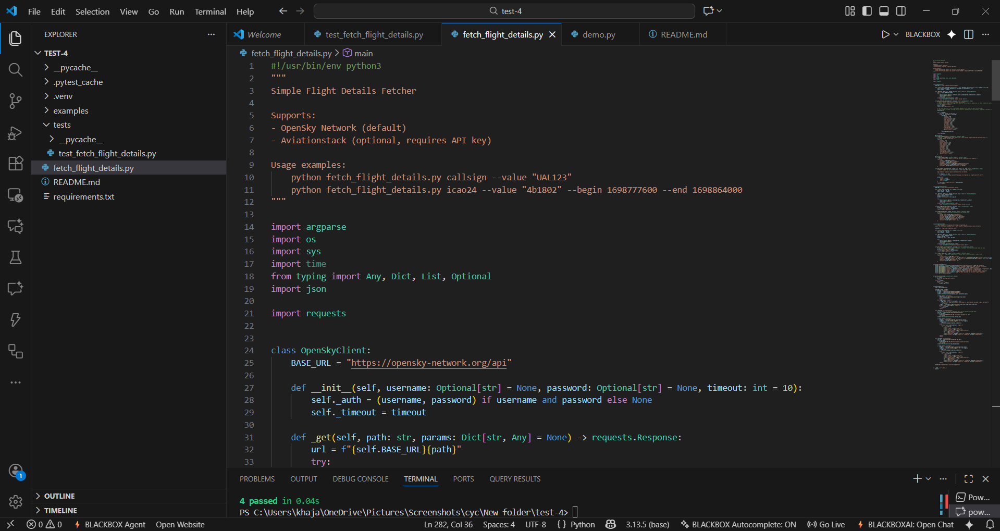 File Edit Selection View Go Run Terminal Help
test-4
EXPLORER
TEST-4
__pycache__
.pytest_cache
.venv
examples
tests
__pycache__
test_fetch_flight_details.py
fetch_flight_details.py
README.md
requirements.txt
OUTLINE
TIMELINE
Welcome test_fetch_flight_details.py fetch_flight_details.py demo.py README.md
BLACKBOX
fetch_flight_details.py > main
1 #!/usr/bin/env python3
2 """
3 Simple Flight Details Fetcher
4
5 Supports:
6 - OpenSky Network (default)
7 - Aviationstack (optional, requires API key)
8
9 Usage examples:
10 python fetch_flight_details.py callsign --value "UAL123"
11 python fetch_flight_details.py icao24 --value "4b1802" --begin 1698777600 --end 1698864000
12 """
13
14 import argparse
15 import os
16 import sys
17 import time
18 from typing import Any, Dict, List, Optional
19 import json
20
21 import requests
22
23
24 class OpenSkyClient:
25 BASE_URL = "https://opensky-network.org/api"
26
27 def __init__(self, username: Optional[str] = None, password: Optional[str] = None, timeout: int = 10):
28 self._auth = (username, password) if username and password else None
29 self._timeout = timeout
30
31 def _get(self, path: str, params: Dict[str, Any] = None) -> requests.Response:
32 url = f"{self.BASE_URL}{path}"
33 try:
PROBLEMS OUTPUT DEBUG CONSOLE TERMINAL PORTS QUERY RESULTS
4 passed in 0.04s
PS C:\Users\khaja\OneDrive\Pictures\Screenshots\cyc\New folder\test-4>
Pow...
pow...
1
0 0 BLACKBOX Agent Open Website Ln 282, Col 36 Spaces: 4 UTF-8 { } Python 3.13.5 (base) BLACKBOX Autocomplete: ON Go Live BLACKBOXAI: Open Chat